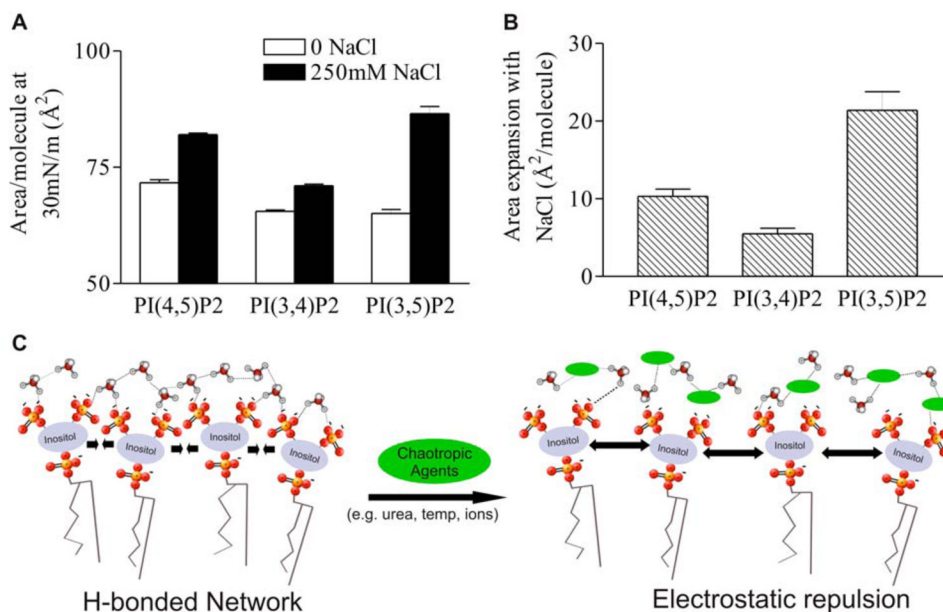 A
Area/molecule at
30mN/m (Å²)
100
75
50
0 NaCl
250mM NaCl
PI(4,5)P2 PI(3,4)P2 PI(3,5)P2
B
Area expansion with
NaCl (Å²/molecule)
30
20
10
0
PI(4,5)P2 PI(3,4)P2 PI(3,5)P2
C
Inositol Inositol Inositol Inositol
H-bonded Network
Chaotropic
Agents
(e.g. urea, temp, ions)
Inositol Inositol Inositol Inositol
Electrostatic repulsion